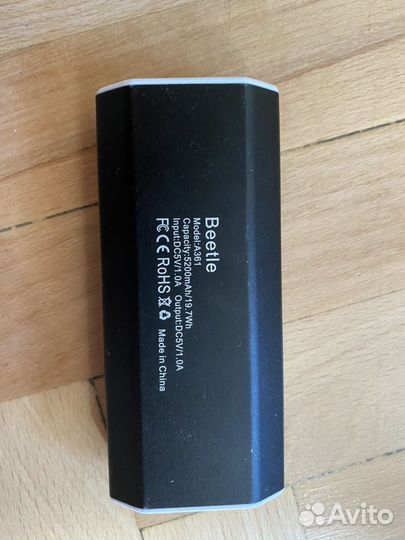 Beetle
Model:A361
Capacity:5200mAh/19.7Wh
Input:DC5V/1.0A Output:DC5V/1.0A
FC CE RoHS Made in China
Avito